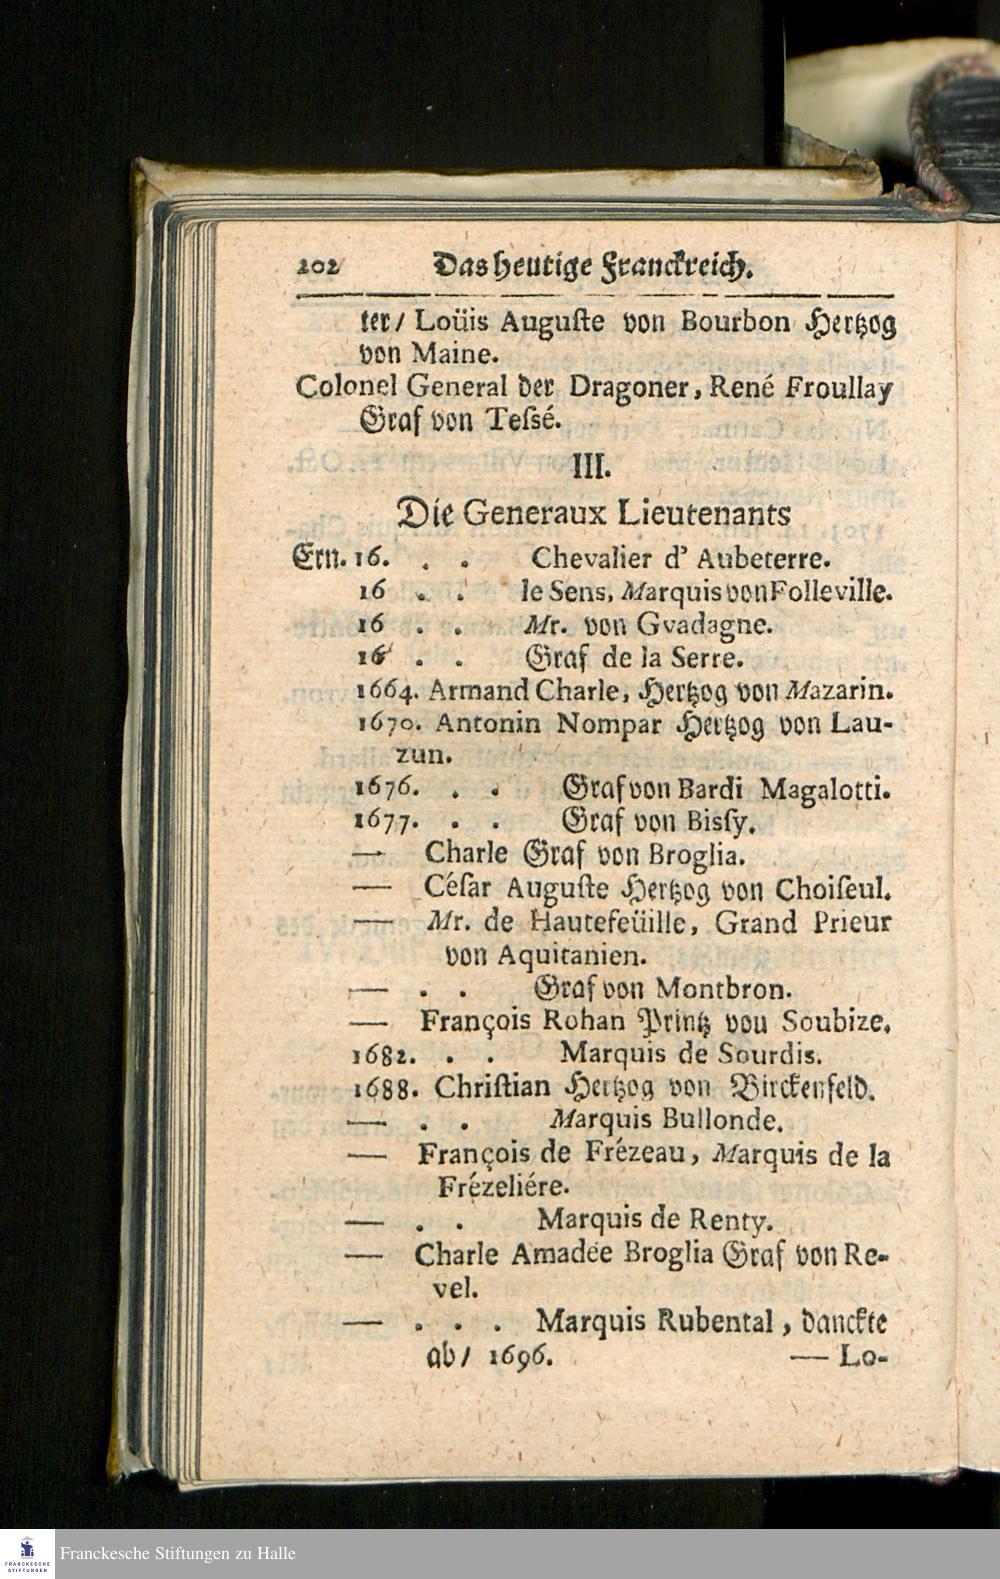 202 Das heutige Franckreich.
ter/ Loüis Auguſte von Bourbon Hertzog
von Maine.
Colonel General der Dragoner, René Froullay
Graf von Teſsé.
III.
Die Generaux Lieutenants
Ern. 16. . . Chevalier d' Aubeterre.
16 . . le Sens, Marquis von Folleville.
16 . . Mr. von Gvadagne.
16 . . Graf de la Serre.
1664. Armand Charle, Hertzog von Mazarin.
1670. Antonin Nompar Hertzog von Lau-
zun.
1676. . . Graf von Bardi Magalotti.
1677. . . Graf von Biſſy.
— Charle Graf von Broglia.
— Céſar Auguſte Hertzog von Choiſeul.
— Mr. de Hautefeüille, Grand Prieur
von Aquitanien.
— . . Graf von Montbron.
— François Rohan Printz von Soubize.
1682. . . Marquis de Sourdis.
1688. Chriſtian Hertzog von Birckenfeld.
— . . Marquis Bullonde.
— François de Frézeau, Marquis de la
Frézeliére.
— . . Marquis de Renty.
— Charle Amadée Broglia Graf von Re-
vel.
— . . . Marquis Rubental, danckte
ab/ 1696. — Lo-
FRANCKESCHE STIFTUNGEN Franckesche Stiftungen zu Halle